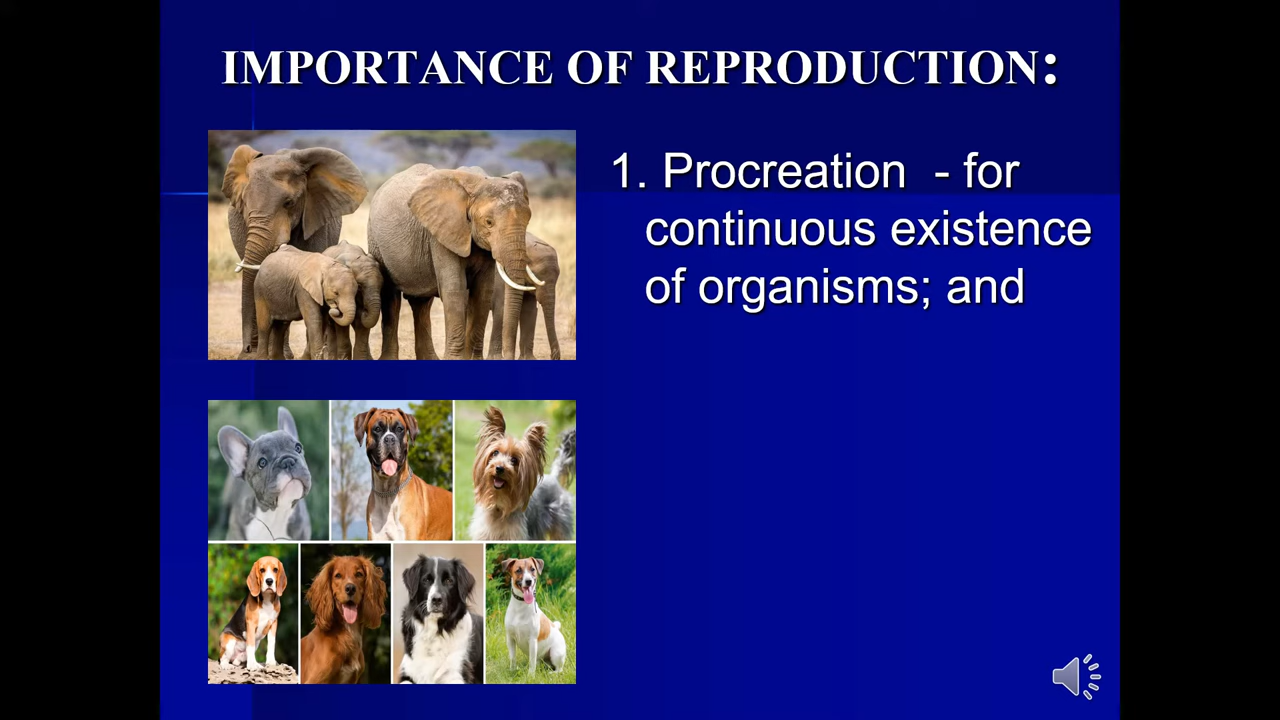 IMPORTANCE OF REPRODUCTION:
1. Procreation - for
continuous existence
of organisms; and